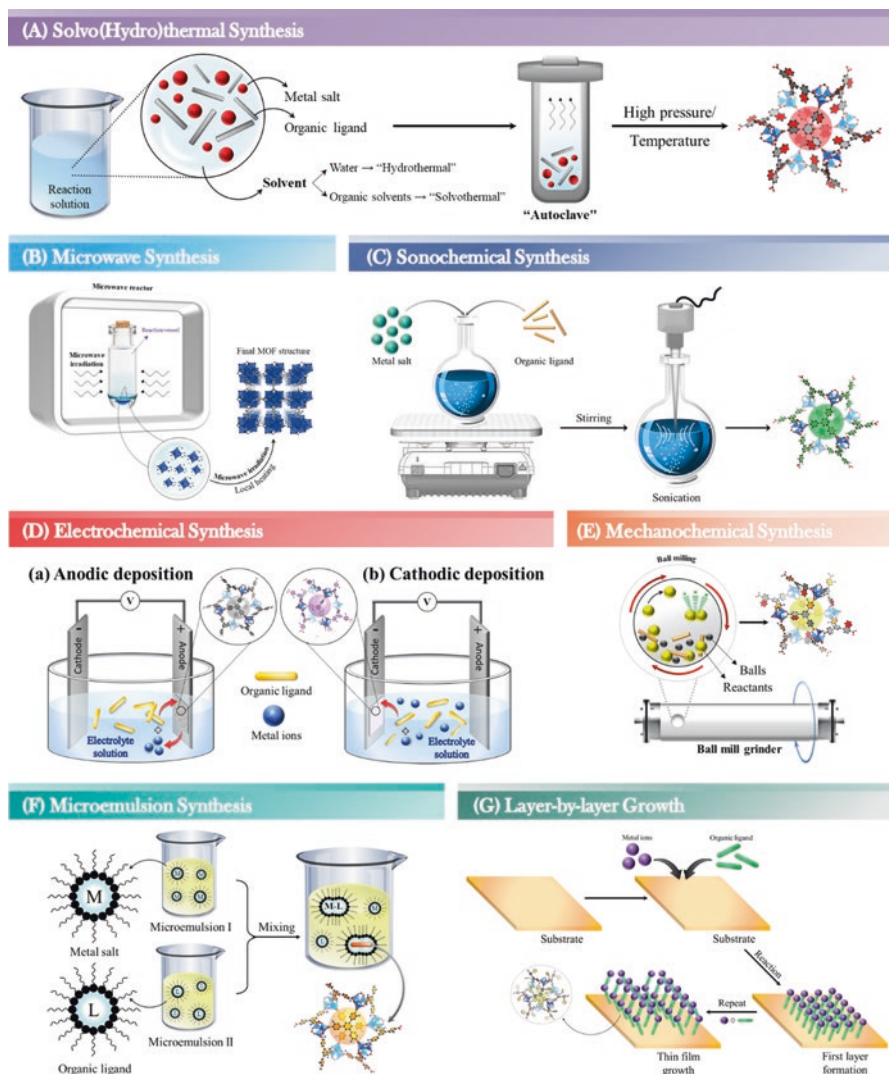 (A) Solvo(Hydro)thermal Synthesis
Metal salt
Organic ligand
Reaction
solution
Solvent
Water → “Hydrothermal”
Organic solvents → “Solvothermal”
“Autoclave”
High pressure/
Temperature
(B) Microwave Synthesis
Microwave reactor
Reaction vessel
Microwave
irradiation
Final MOF structure
Microwave irradiation
Local heating
(C) Sonochemical Synthesis
Metal salt
Organic ligand
Stirring
Sonication
(D) Electrochemical Synthesis
(a) Anodic deposition
(b) Cathodic deposition
V
V
-
+
-
+
Cathode
Anode
Cathode
Anode
Organic ligand
Metal ions
Electrolyte
solution
Electrolyte
solution
(E) Mechanochemical Synthesis
Ball milling
Balls
Reactants
Ball mill grinder
(F) Microemulsion Synthesis
M
Metal salt
M
M
M
M
Microemulsion I
L
Organic ligand
L
L
L
L
Microemulsion II
Mixing
M-L
M
L
(G) Layer-by-layer Growth
Metal ions
Organic ligand
Substrate
Substrate
Reaction
Repeat
Thin film
growth
First layer
formation